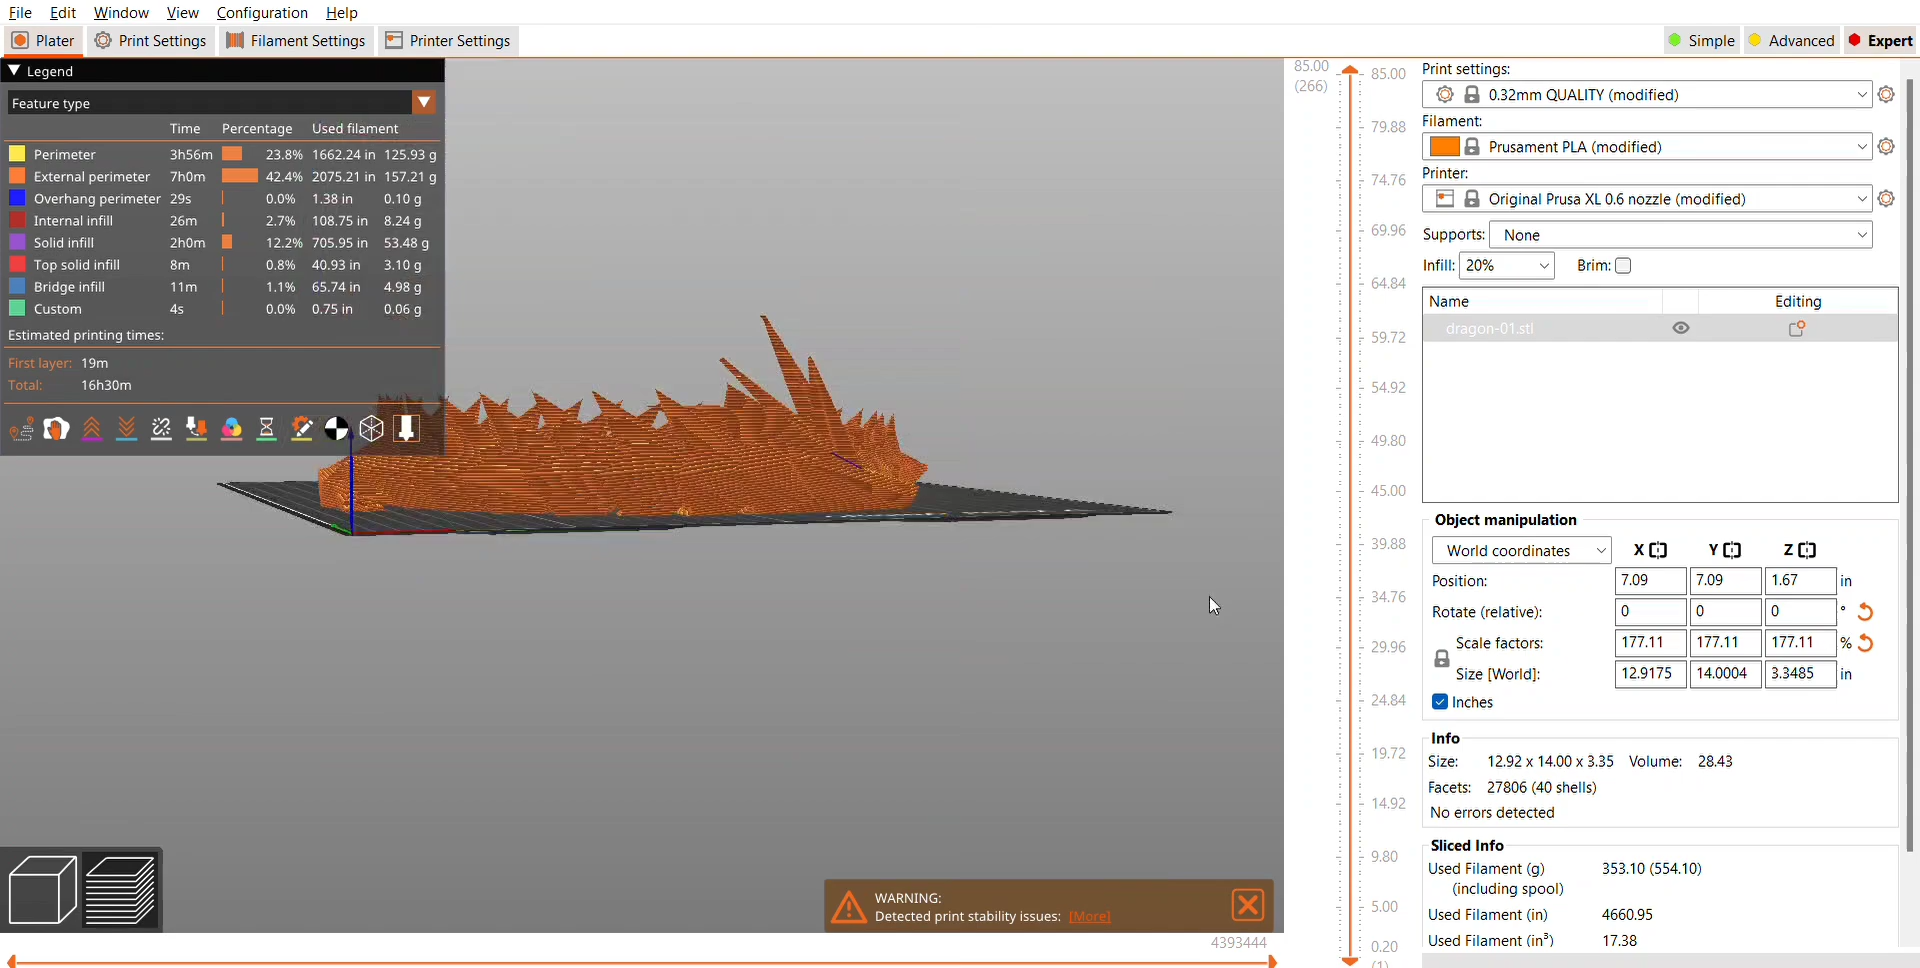 File Edit Window View Configuration Help
Plater Print Settings Filament Settings Printer Settings Simple Advanced Expert
Legend
Feature type
Time Percentage Used filament
Perimeter 3h56m 23.8% 1662.24 in 125.93 g
External perimeter 7h0m 42.4% 2075.21 in 157.21 g
Overhang perimeter 29s 0.0% 1.38 in 0.10 g
Internal infill 26m 2.7% 108.75 in 8.24 g
Solid infill 2h0m 12.2% 705.95 in 53.48 g
Top solid infill 8m 0.8% 40.93 in 3.10 g
Bridge infill 11m 1.1% 65.74 in 4.98 g
Custom 4s 0.0% 0.75 in 0.06 g
Estimated printing times:
First layer: 19m
Total: 16h30m
WARNING:
Detected print stability issues: [More]
4393444
85.00
(266)
85.00
79.88
74.76
69.96
64.84
59.72
54.92
49.80
45.00
39.88
34.76
29.96
24.84
19.72
14.92
9.80
5.00
0.20
(1)
Print settings:
0.32mm QUALITY (modified)
Filament:
Prusament PLA (modified)
Printer:
Original Prusa XL 0.6 nozzle (modified)
Supports: None
Infill: 20% Brim:
Name Editing
dragon-01.stl
Object manipulation
World coordinates X Y Z
Position: 7.09 7.09 1.67 in
Rotate (relative): 0 0 0 °
Scale factors: 177.11 177.11 177.11 %
Size [World]: 12.9175 14.0004 3.3485 in
Inches
Info
Size: 12.92 x 14.00 x 3.35 Volume: 28.43
Facets: 27806 (40 shells)
No errors detected
Sliced Info
Used Filament (g) 353.10 (554.10)
(including spool)
Used Filament (in) 4660.95
Used Filament (in³) 17.38